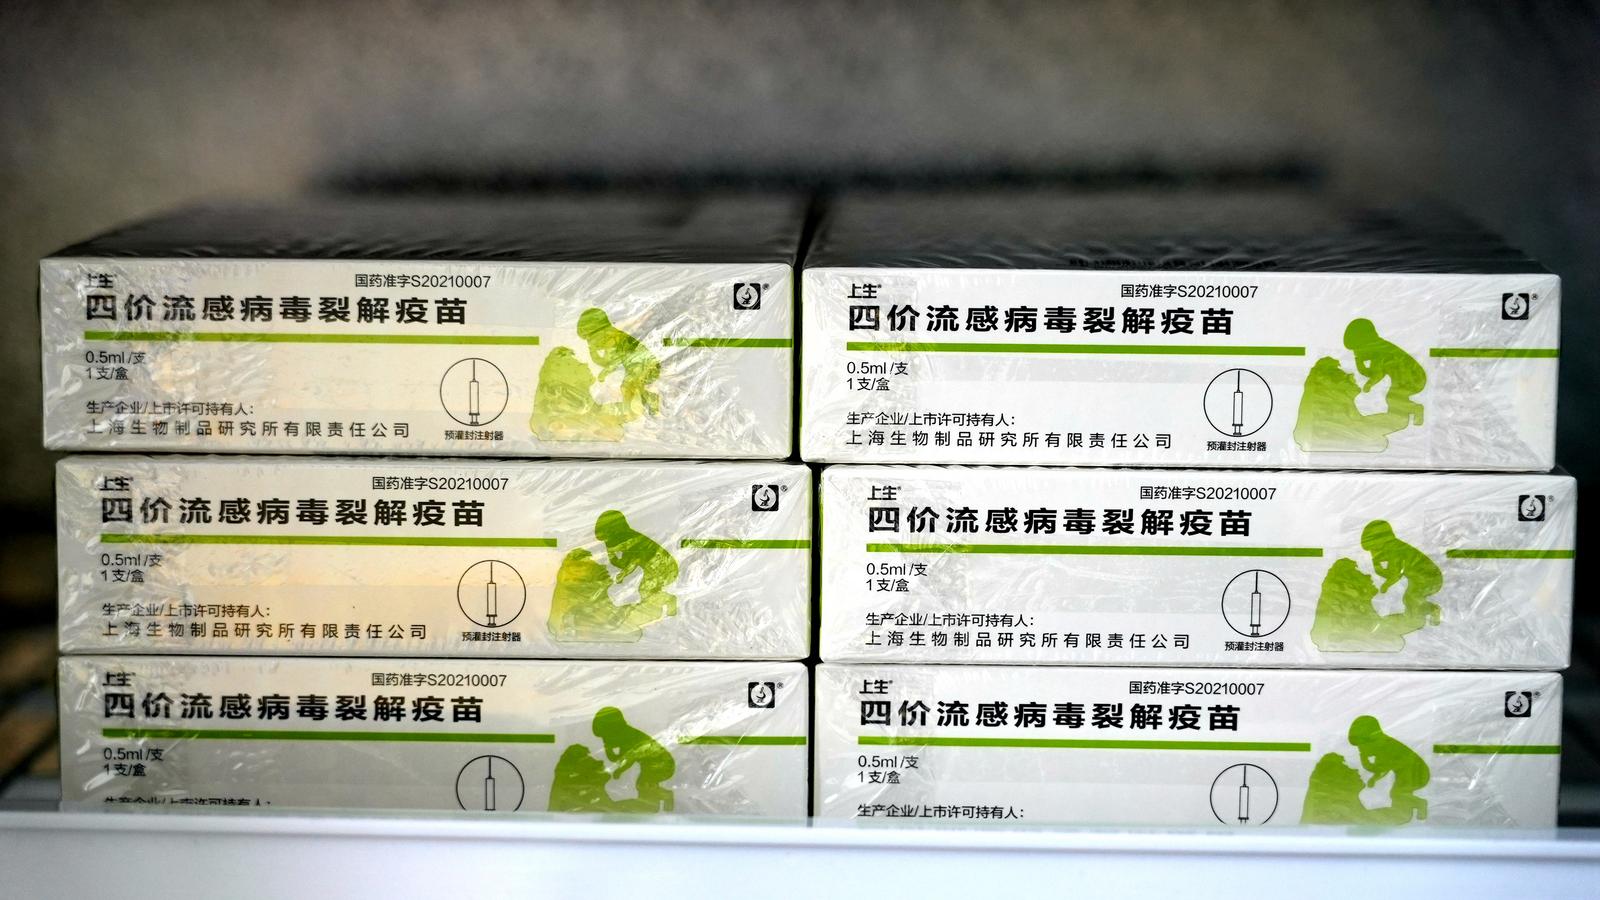 上生®
国药准字S20210007
四价流感病毒裂解疫苗
0.5ml/支
1支/盒
生产企业/上市许可持有人：
上海生物制品研究所有限责任公司
预灌封注射器
®
上生®
国药准字S20210007
四价流感病毒裂解疫苗
0.5ml/支
1支/盒
生产企业/上市许可持有人：
上海生物制品研究所有限责任公司
预灌封注射器
®
上生®
国药准字S20210007
四价流感病毒裂解疫苗
0.5ml/支
1支/盒
生产企业/上市许可持有人：
上海生物制品研究所有限责任公司
预灌封注射器
®
上生®
国药准字S20210007
四价流感病毒裂解疫苗
0.5ml/支
1支/盒
生产企业/上市许可持有人：
上海生物制品研究所有限责任公司
预灌封注射器
®
上生®
国药准字S20210007
四价流感病毒裂解疫苗
0.5ml/支
1支/盒
生产企业/上市许可持有人：
®
上生®
国药准字S20210007
四价流感病毒裂解疫苗
0.5ml/支
1支/盒
生产企业/上市许可持有人：
®